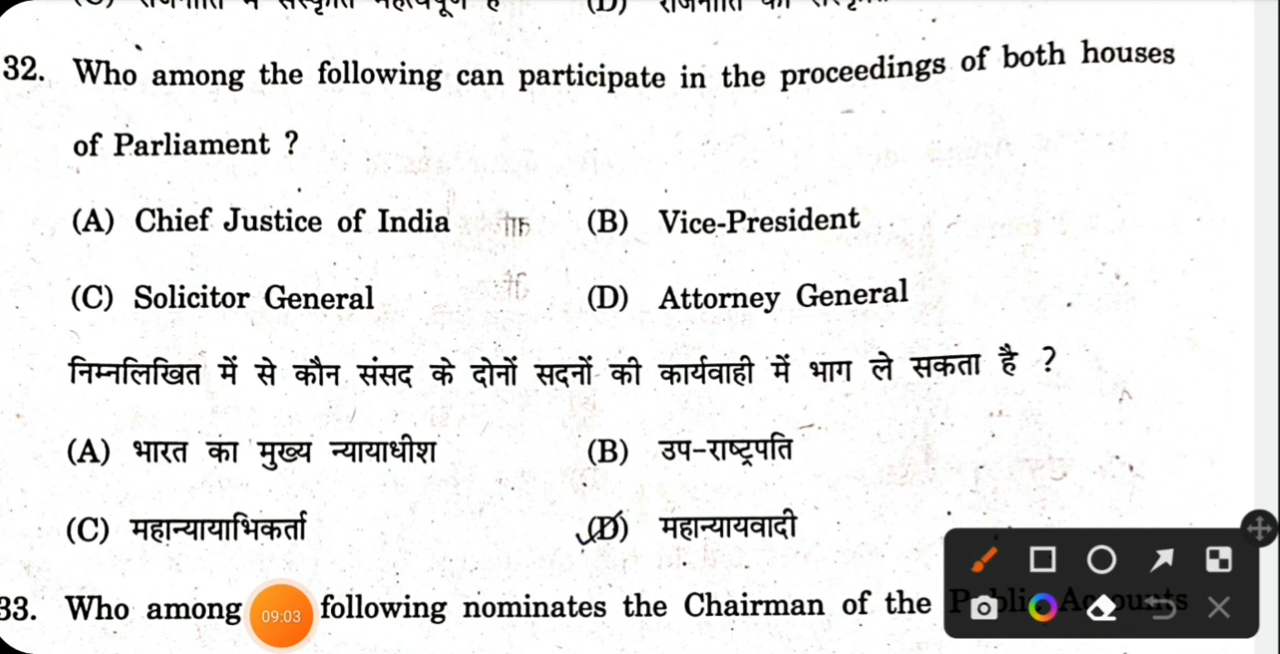 32. Who among the following can participate in the proceedings of both houses
of Parliament ?
(A) Chief Justice of India (B) Vice-President
(C) Solicitor General (D) Attorney General
निम्नलिखित में से कौन संसद के दोनों सदनों की कार्यवाही में भाग ले सकता है ?
(A) भारत का मुख्य न्यायाधीश (B) उप-राष्ट्रपति
(C) महान्यायाभिकर्ता (D) महान्यायवादी
33. Who among following nominates the Chairman of the Public Accounts
09:03